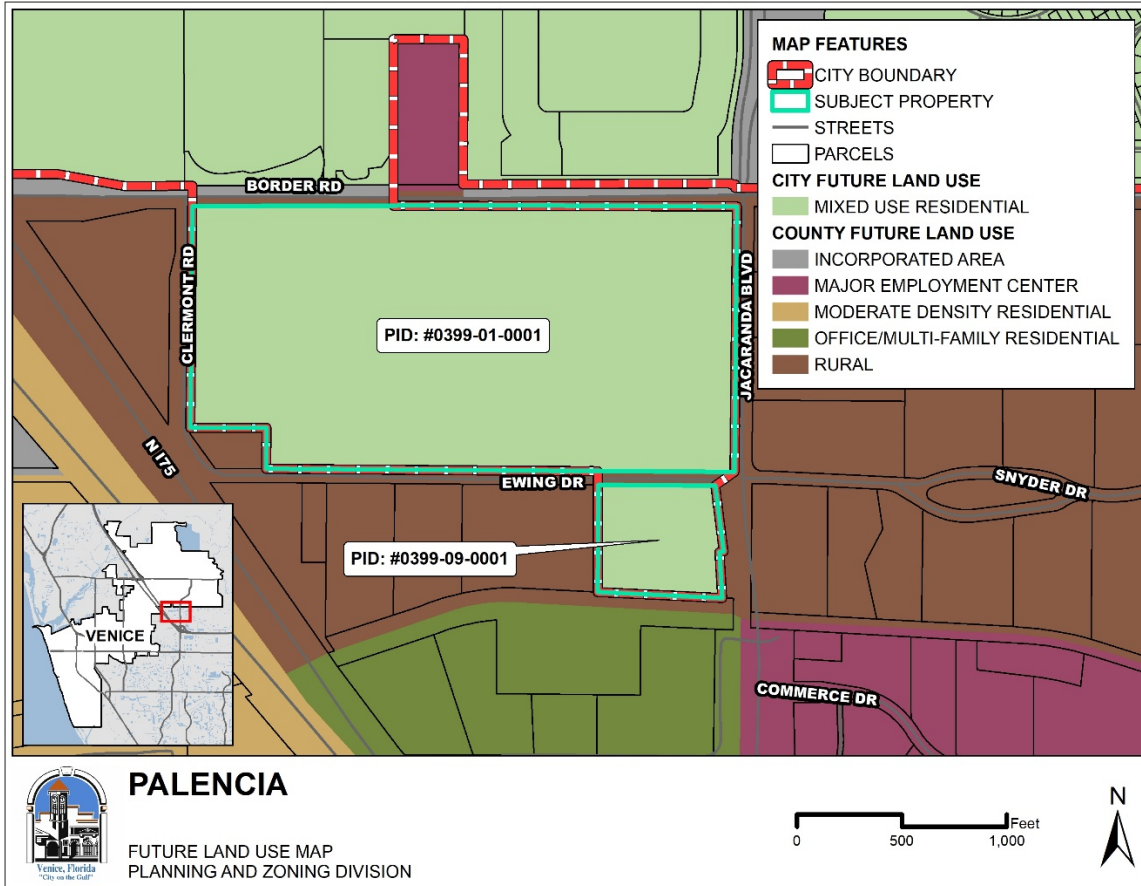 MAP FEATURES
CITY BOUNDARY
SUBJECT PROPERTY
STREETS
PARCELS
CITY FUTURE LAND USE
MIXED USE RESIDENTIAL
COUNTY FUTURE LAND USE
INCORPORATED AREA
MAJOR EMPLOYMENT CENTER
MODERATE DENSITY RESIDENTIAL
OFFICE/MULTI-FAMILY RESIDENTIAL
RURAL
BORDER RD
CLERMONT RD
JACARANDA BLVD
PID: #0399-01-0001
N I75
EWING DR
SNYDER DR
PID: #0399-09-0001
VENICE
COMMERCE DR
PALENCIA
FUTURE LAND USE MAP
PLANNING AND ZONING DIVISION
Venice, Florida
"City on the Gulf"
Feet
0 500 1,000
N